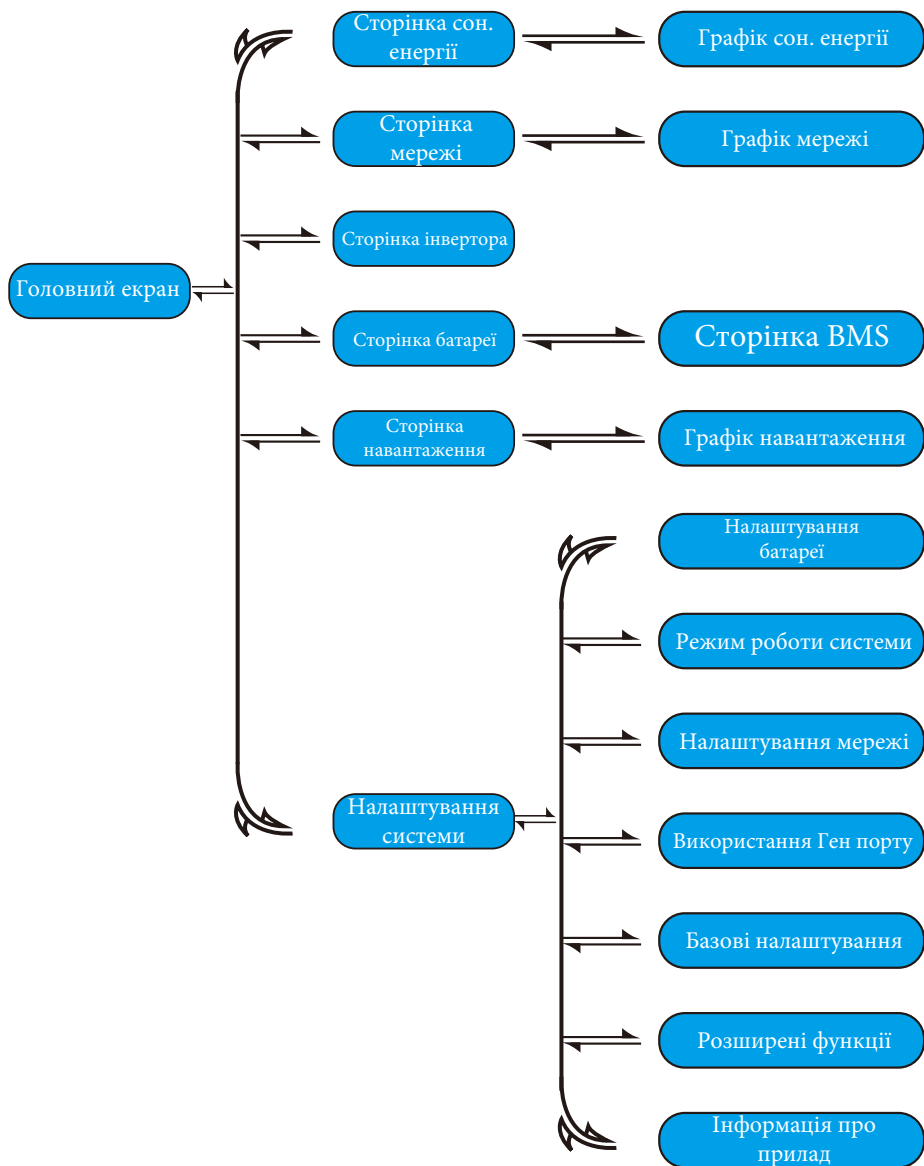 Сторінка сон.
енергії
Графік сон. енергії
Сторінка
мережі
Графік мережі
Сторінка інвертора
Головний екран
Сторінка батареї
Сторінка BMS
Сторінка
навантаження
Графік навантаження
Налаштування
батареї
Режим роботи системи
Налаштування мережі
Налаштування
системи
Використання Ген порту
Базові налаштування
Розширені функції
Інформація про
прилад